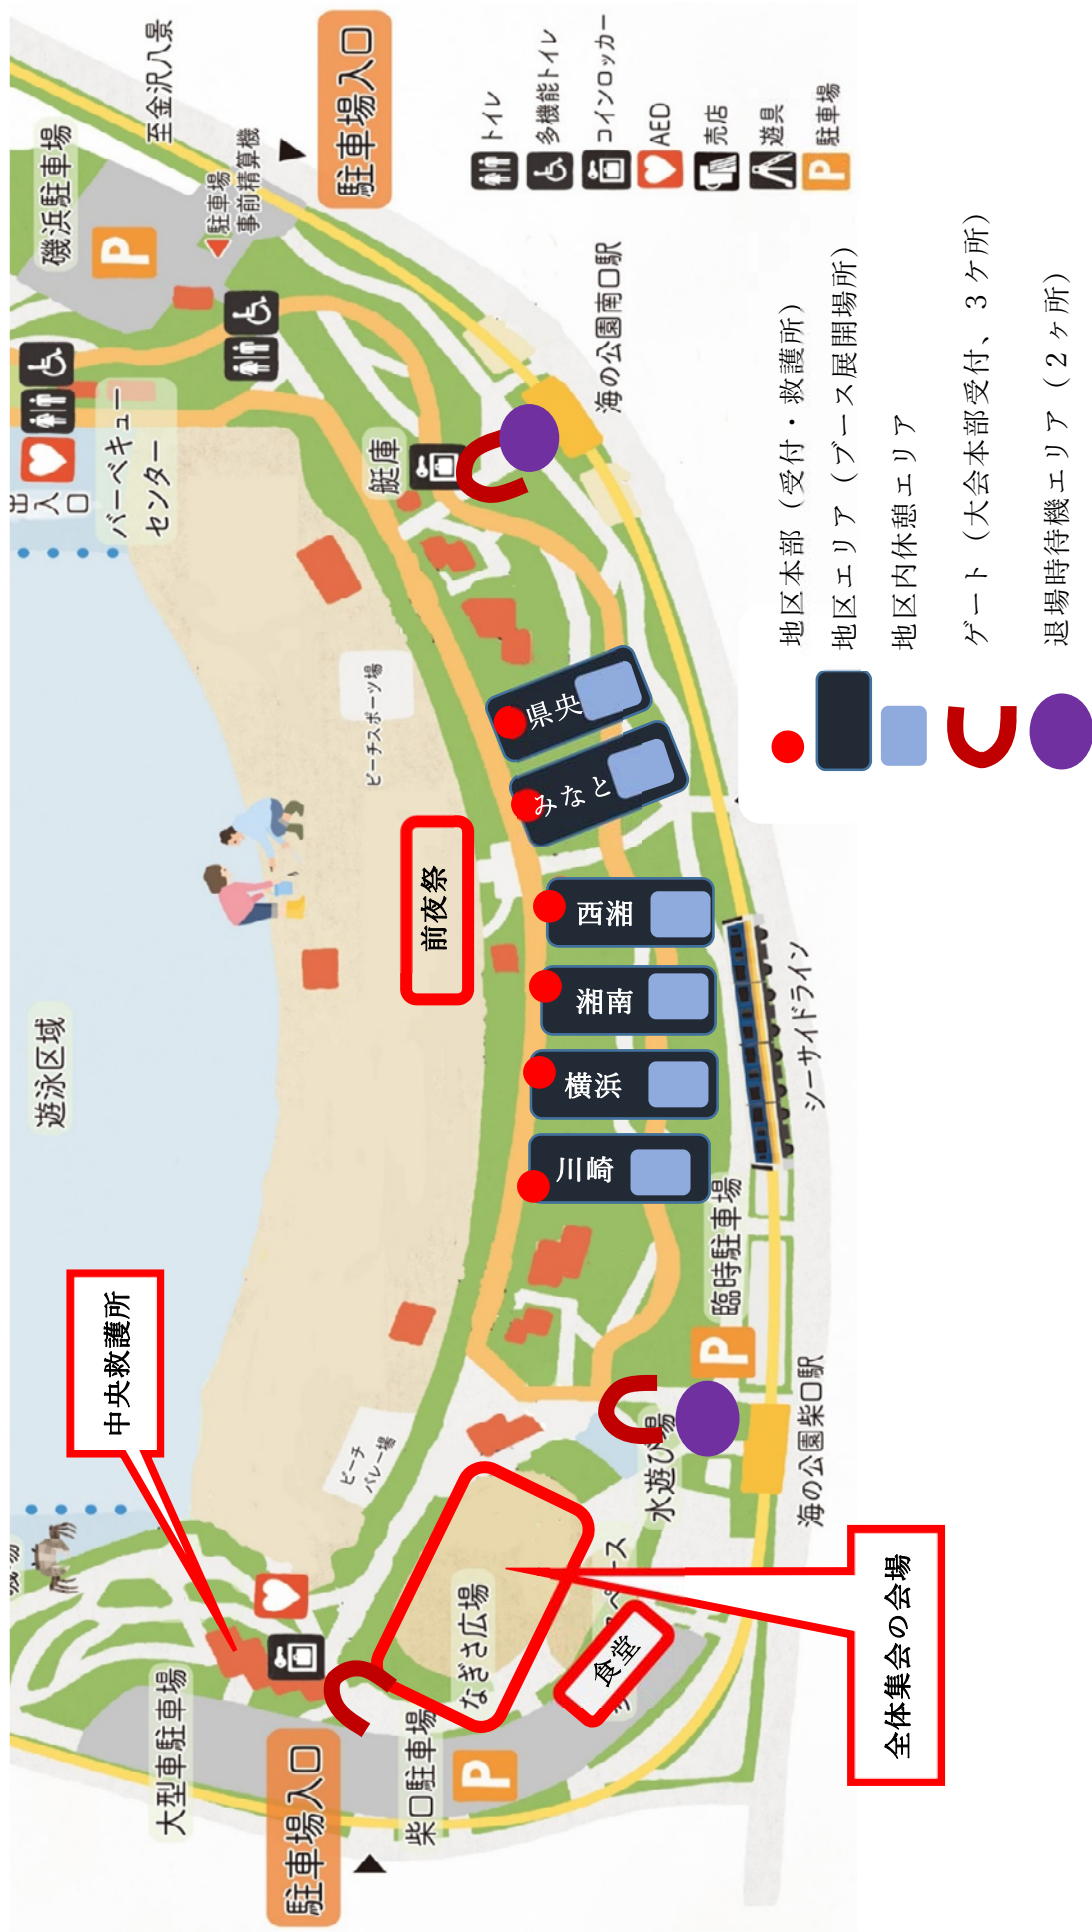 駐車場入口
大型車駐車場
柴口駐車場
P
なぎさ広場
食堂
全体集会の会場
中央救護所
ビーチ
バレー場
水遊び場
海の公園柴口駅
P
臨時駐車場
シーサイドライン
遊泳区域
前夜祭
川崎
横浜
湘南
西湘
みなと
県央
ビーチスポーツ場
出入口
バーベキュー
センター
艇庫
海の公園南口駅
磯浜駐車場
P
駐車場
事前精算機
至金沢八景
駐車場入口
トイレ
多機能トイレ
コインロッカー
AED
売店
遊具
P 駐車場
地区本部（受付・救護所）
地区エリア（ブース展開場所）
地区内休憩エリア
ゲート（大会本部受付、３ケ所）
退場時待機エリア（２ヶ所）